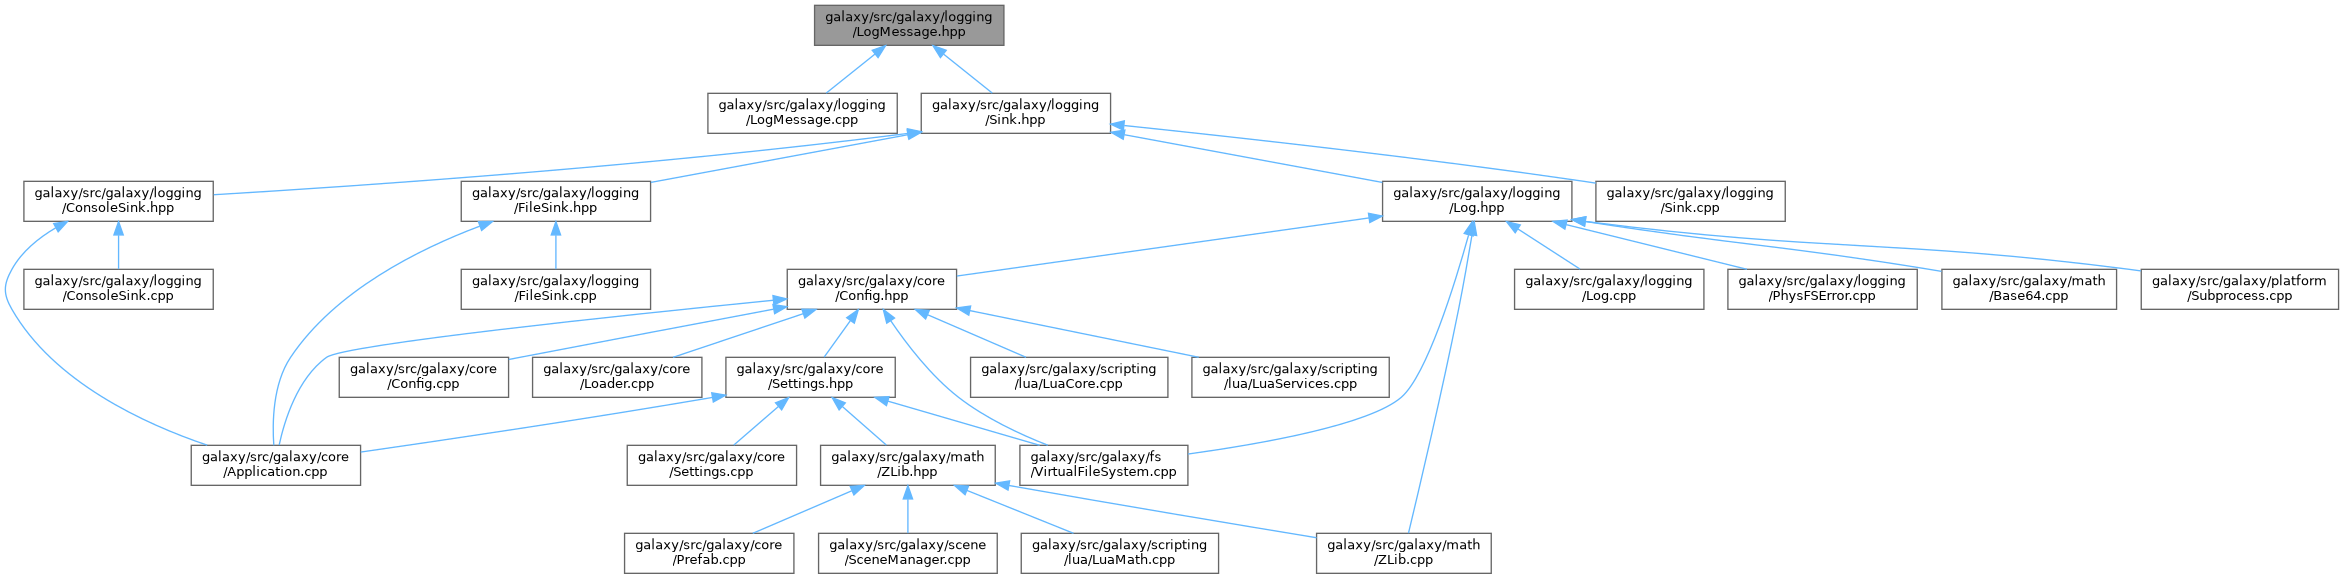 galaxy/src/galaxy/logging
/LogMessage.hpp
galaxy/src/galaxy/logging
/LogMessage.cpp
galaxy/src/galaxy/logging
/Sink.hpp
galaxy/src/galaxy/logging
/ConsoleSink.hpp
galaxy/src/galaxy/logging
/FileSink.hpp
galaxy/src/galaxy/logging
/Log.hpp
galaxy/src/galaxy/logging
/Sink.cpp
galaxy/src/galaxy/logging
/ConsoleSink.cpp
galaxy/src/galaxy/logging
/FileSink.cpp
galaxy/src/galaxy/core
/Config.hpp
galaxy/src/galaxy/logging
/Log.cpp
galaxy/src/galaxy/logging
/PhysFSError.cpp
galaxy/src/galaxy/math
/Base64.cpp
galaxy/src/galaxy/platform
/Subprocess.cpp
galaxy/src/galaxy/core
/Config.cpp
galaxy/src/galaxy/core
/Loader.cpp
galaxy/src/galaxy/core
/Settings.hpp
galaxy/src/galaxy/scripting
/lua/LuaCore.cpp
galaxy/src/galaxy/scripting
/lua/LuaServices.cpp
galaxy/src/galaxy/core
/Application.cpp
galaxy/src/galaxy/core
/Settings.cpp
galaxy/src/galaxy/math
/ZLib.hpp
galaxy/src/galaxy/fs
/VirtualFileSystem.cpp
galaxy/src/galaxy/core
/Prefab.cpp
galaxy/src/galaxy/scene
/SceneManager.cpp
galaxy/src/galaxy/scripting
/lua/LuaMath.cpp
galaxy/src/galaxy/math
/ZLib.cpp